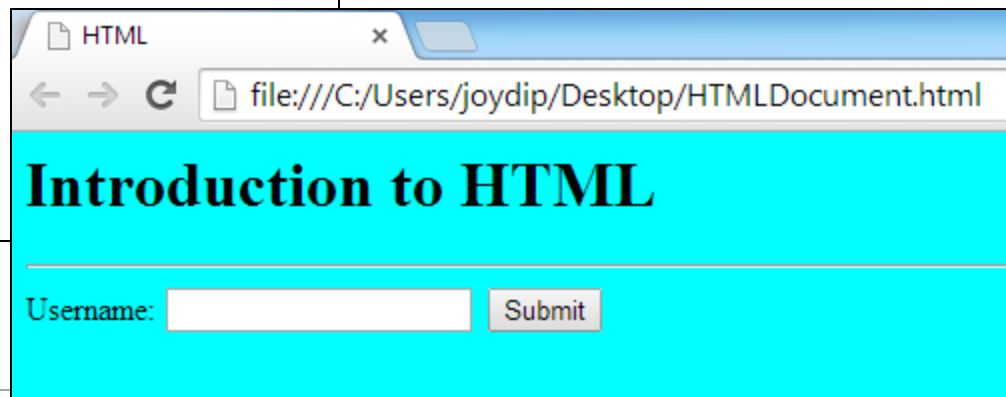 HTML
file:///C:/Users/joydip/Desktop/HTMLDocument.html
Introduction to HTML
Username: Submit